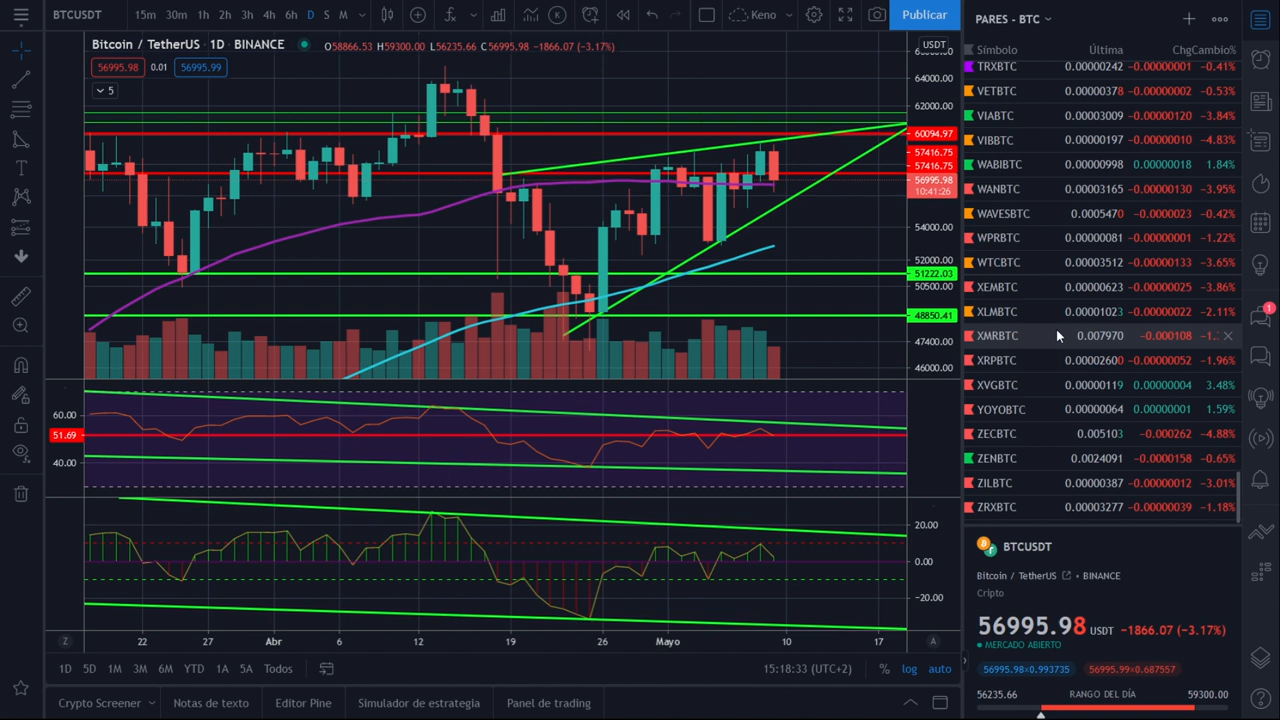 BTCUSDT 15m 30m 1h 2h 3h 4h 6h D S M Keno Publicar
Bitcoin / TetherUS · 1D · BINANCE O58866.53 H59300.00 L56235.66 C56995.98 −1866.07 (−3.17%)
USDT
56995.98 0.01 56995.99
5
64000.00
62000.00
60094.97
57416.75
57416.75
56995.98
10:41:26
54000.00
52000.00
51222.03
50500.00
48850.41
47400.00
46000.00
60.00
51.69
40.00
20.00
0.00
−20.00
Z 22 27 Abr 6 12 19 26 Mayo 10 17 A
1D 5D 1M 3M 6M YTD 1A 5A Todos 15:18:33 (UTC+2) % log auto
Crypto Screener Notas de texto Editor Pine Simulador de estrategia Panel de trading
PARES - BTC
Símbolo Última Chg Cambio%
TRXBTC 0.00000242 −0.00000001 −0.41%
VETBTC 0.00000378 −0.00000002 −0.53%
VIABTC 0.00003009 −0.00000120 −3.84%
VIBBTC 0.00000197 −0.00000010 −4.83%
WABIBTC 0.00000998 0.00000018 1.84%
WANBTC 0.00003165 −0.00000130 −3.95%
WAVESBTC 0.0005470 −0.0000023 −0.42%
WPRBTC 0.00000081 −0.00000001 −1.22%
WTCBTC 0.00003512 −0.00000133 −3.65%
XEMBTC 0.00000623 −0.00000025 −3.86%
XLMBTC 0.00001023 −0.00000022 −2.11%
XMRBTC 0.007970 −0.000108 −1.
XRPBTC 0.00002600 −0.00000052 −1.96%
XVGBTC 0.00000119 0.00000004 3.48%
YOYOBTC 0.00000064 0.00000001 1.59%
ZECBTC 0.005103 −0.000262 −4.88%
ZENBTC 0.0024091 −0.0000158 −0.65%
ZILBTC 0.00000387 −0.00000012 −3.01%
ZRXBTC 0.00003277 −0.00000039 −1.18%
BTCUSDT
Bitcoin / TetherUS • BINANCE
Cripto
56995.98 USDT −1866.07 (−3.17%)
MERCADO ABIERTO
56995.98×0.993735 56995.99×0.687557
56235.66 RANGO DEL DÍA 59300.00
1